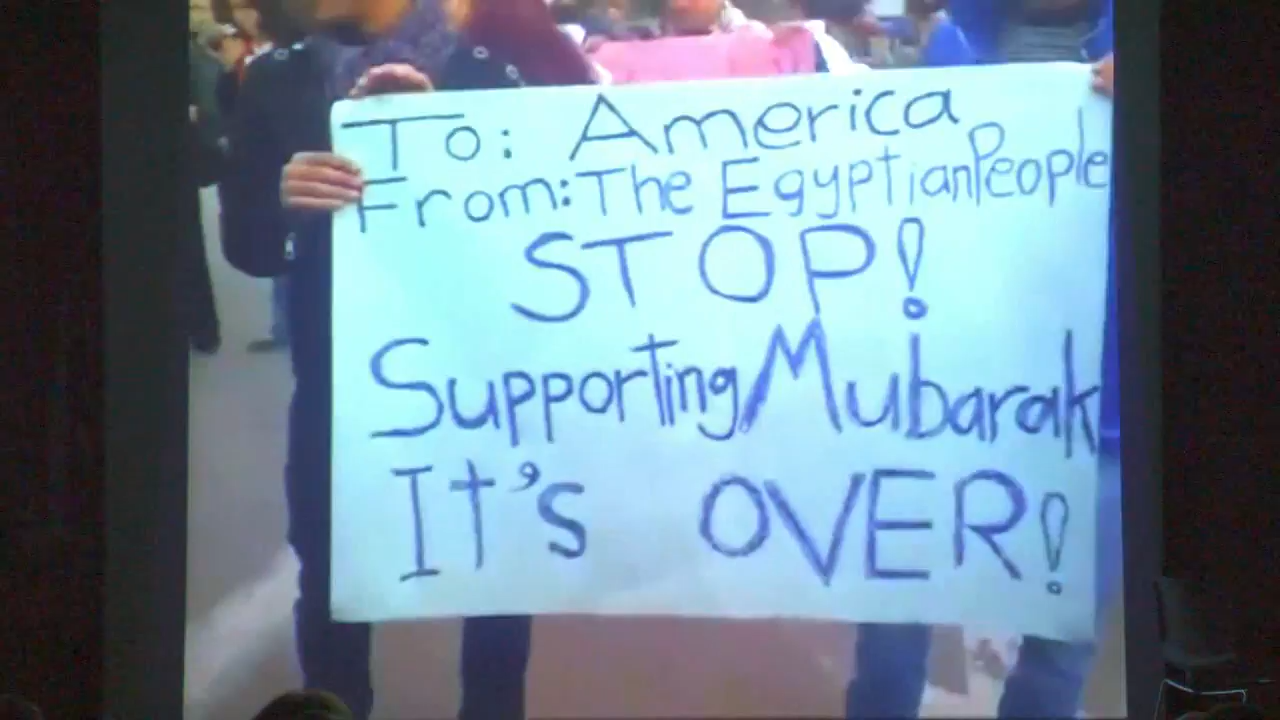 To: America
From: The Egyptian People
STOP!
Supporting Mubarak
It's OVER!